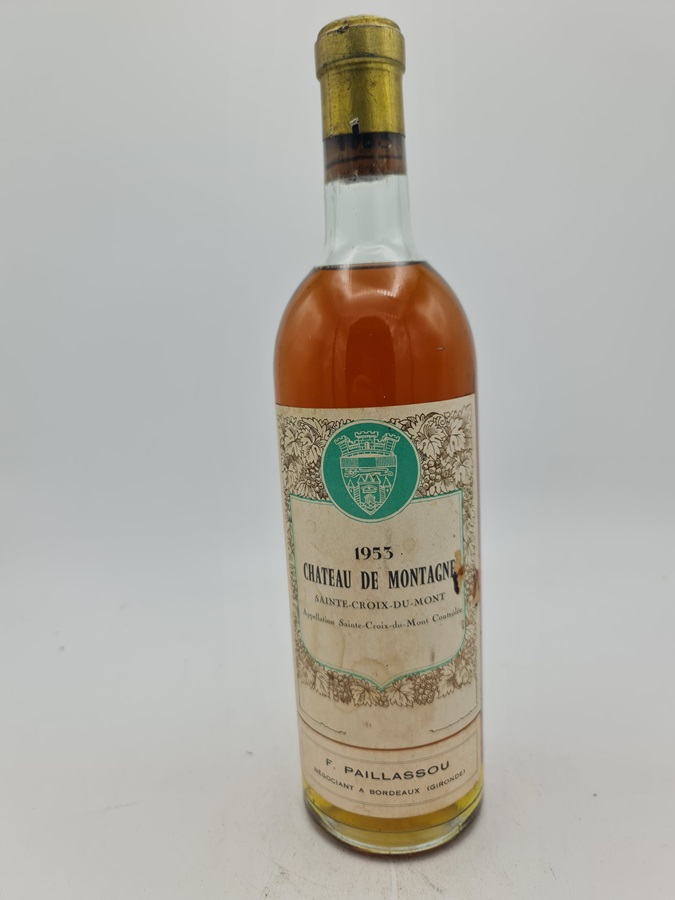 1953
CHATEAU DE MONTAGNE
SAINTE-CROIX-DU-MONT
Appellation Sainte-Croix-du-Mont Contrôlée
F. PAILLASSOU
NÉGOCIANT A BORDEAUX (GIRONDE)